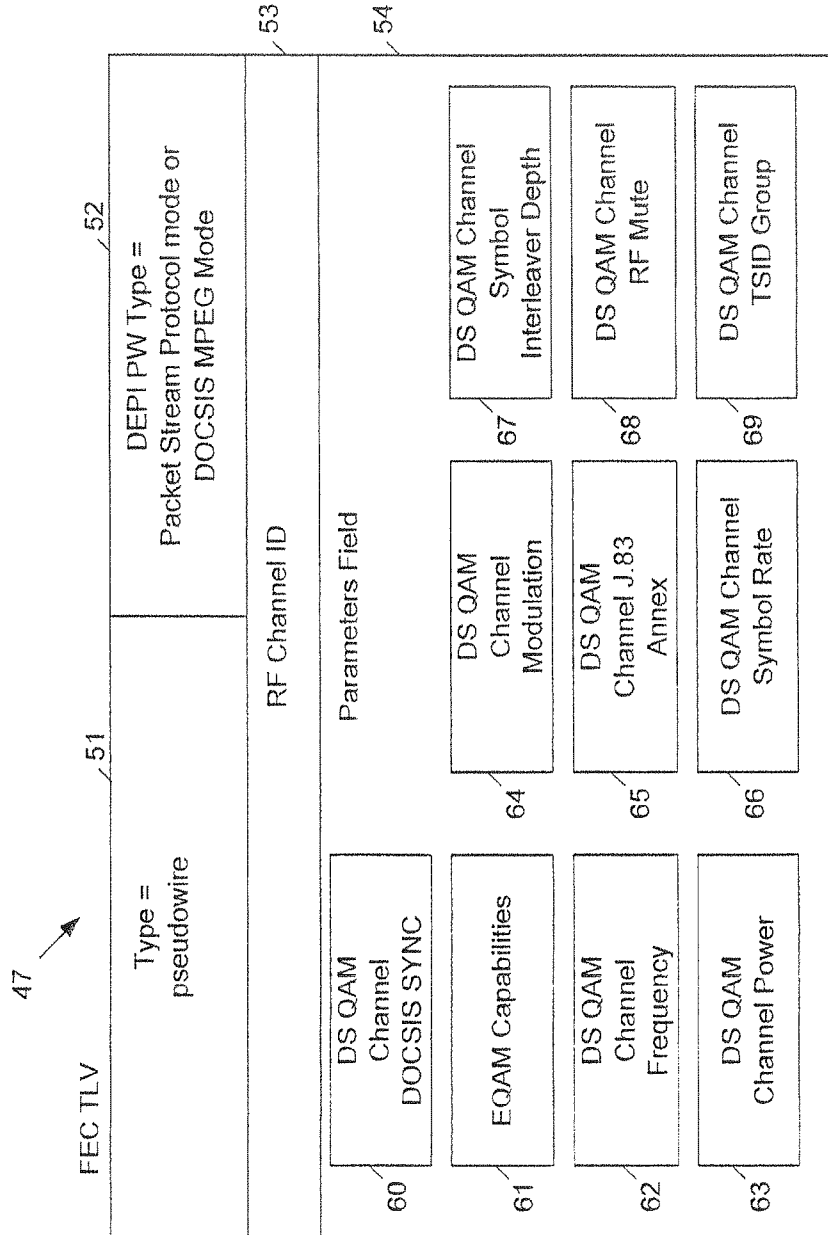 47
FEC TLV
51
Type =
pseudowire
52
DEPI PW Type =
Packet Stream Protocol mode or
DOCSIS MPEG Mode
RF Channel ID
53
Parameters Field
54
60
DS QAM
Channel
DOCSIS SYNC
61
EQAM Capabilities
62
DS QAM
Channel
Frequency
63
DS QAM
Channel Power
64
DS QAM
Channel
Modulation
65
DS QAM
Channel J.83
Annex
66
DS QAM Channel
Symbol Rate
67
DS QAM Channel
Symbol
Interleaver Depth
68
DS QAM Channel
RF Mute
69
DS QAM Channel
TSID Group